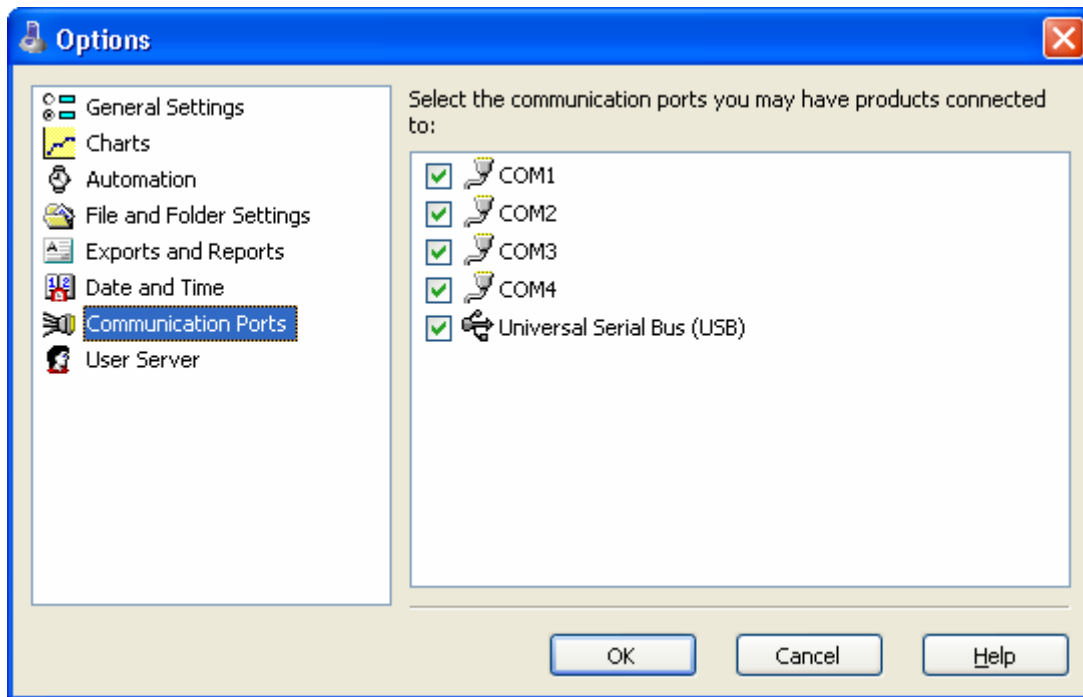 Options
General Settings
Charts
Automation
File and Folder Settings
Exports and Reports
Date and Time
Communication Ports
User Server
Select the communication ports you may have products connected
to:
COM1
COM2
COM3
COM4
Universal Serial Bus (USB)
OK
Cancel
Help